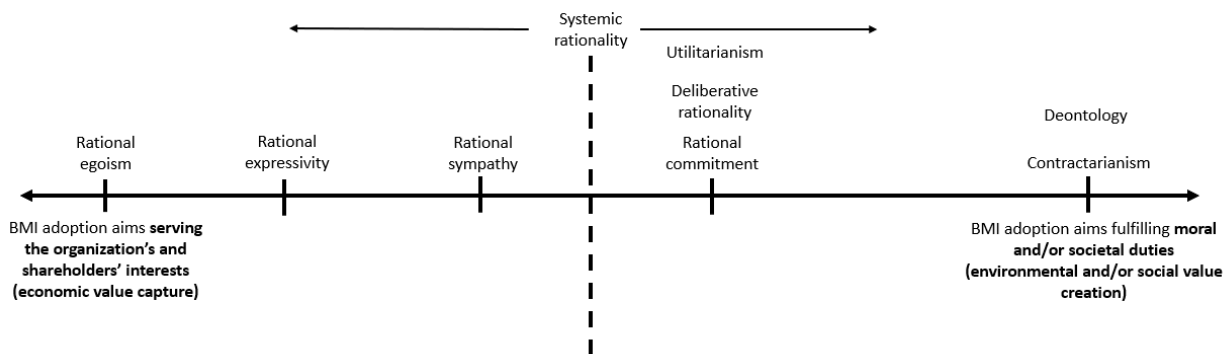 Systemic
rationality
Utilitarianism
Deliberative
rationality
Deontology
Rational
egoism
Rational
expressivity
Rational
sympathy
Rational
commitment
Contractarianism
BMI adoption aims serving
the organization's and
shareholders' interests
(economic value capture)
BMI adoption aims fulfilling moral
and/or societal duties
(environmental and/or social value
creation)